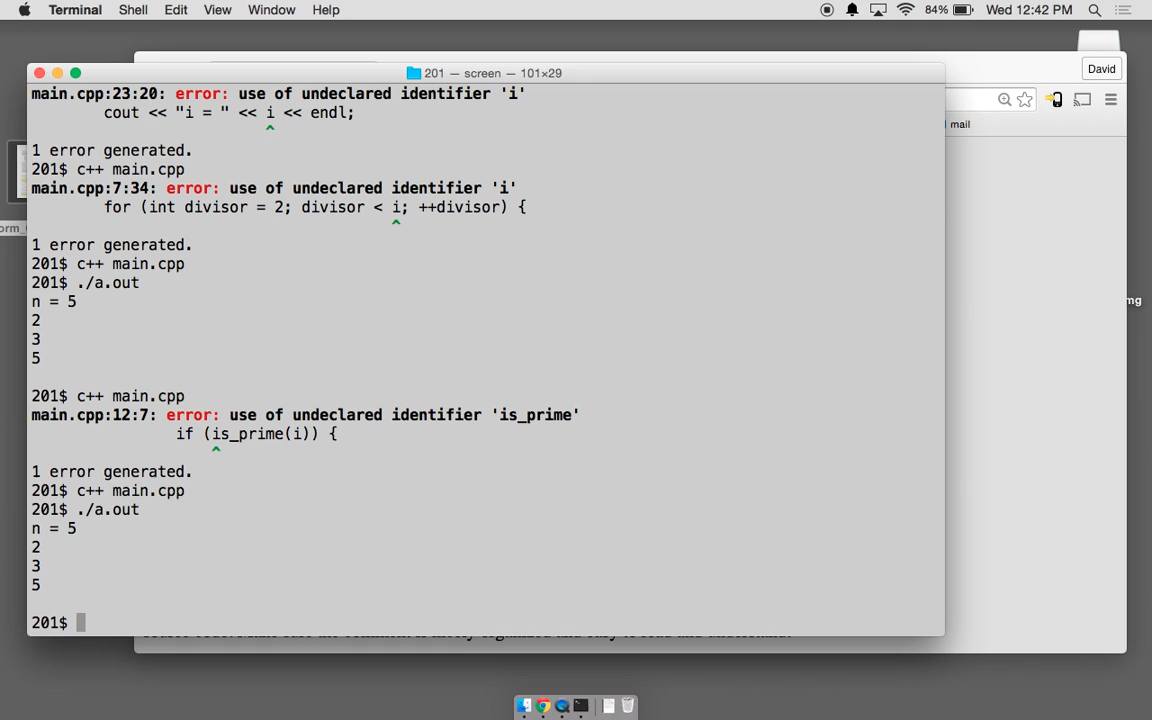 Terminal Shell Edit View Window Help 84% Wed 12:42 PM
David
201 — screen — 101×29
mail
main.cpp:23:20: error: use of undeclared identifier 'i'
cout << "i = " << i << endl;
^
1 error generated.
201$ c++ main.cpp
main.cpp:7:34: error: use of undeclared identifier 'i'
for (int divisor = 2; divisor < i; ++divisor) {
^
1 error generated.
201$ c++ main.cpp
201$ ./a.out
n = 5
2
3
5
201$ c++ main.cpp
main.cpp:12:7: error: use of undeclared identifier 'is_prime'
if (is_prime(i)) {
^
1 error generated.
201$ c++ main.cpp
201$ ./a.out
n = 5
2
3
5
201$
orm_
mg